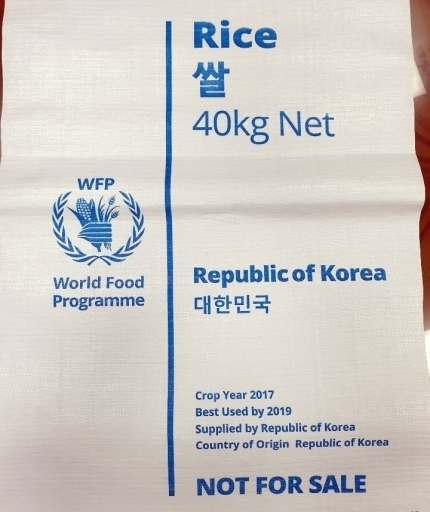 Rice
쌀
40kg Net
WFP
World Food
Programme
Republic of Korea
대한민국
Crop Year 2017
Best Used by 2019
Supplied by Republic of Korea
Country of Origin Republic of Korea
NOT FOR SALE